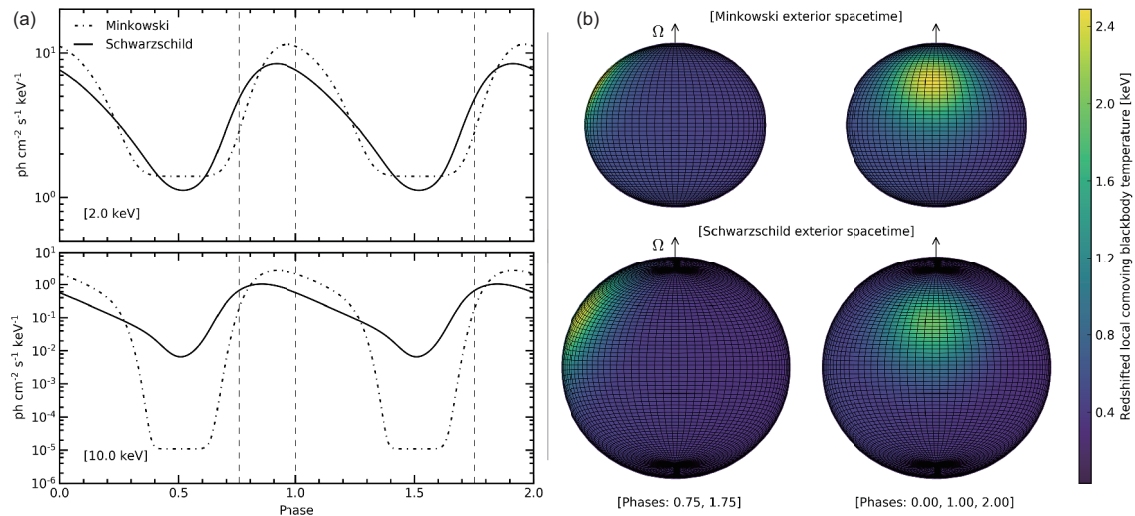 (a)
Minkowski
Schwarzschild
10¹
10⁰
ph cm⁻² s⁻¹ keV⁻¹
[2.0 keV]
10¹
10⁰
10⁻¹
10⁻²
10⁻³
10⁻⁴
10⁻⁵
10⁻⁶
ph cm⁻² s⁻¹ keV⁻¹
[10.0 keV]
0.0 0.5 1.0 1.5 2.0
Phase
(b)
[Minkowski exterior spacetime]
Ω
[Schwarzschild exterior spacetime]
Ω
[Phases: 0.75, 1.75] [Phases: 0.00, 1.00, 2.00]
2.4
2.0
1.6
1.2
0.8
0.4
Redshifted local comoving blackbody temperature [keV]